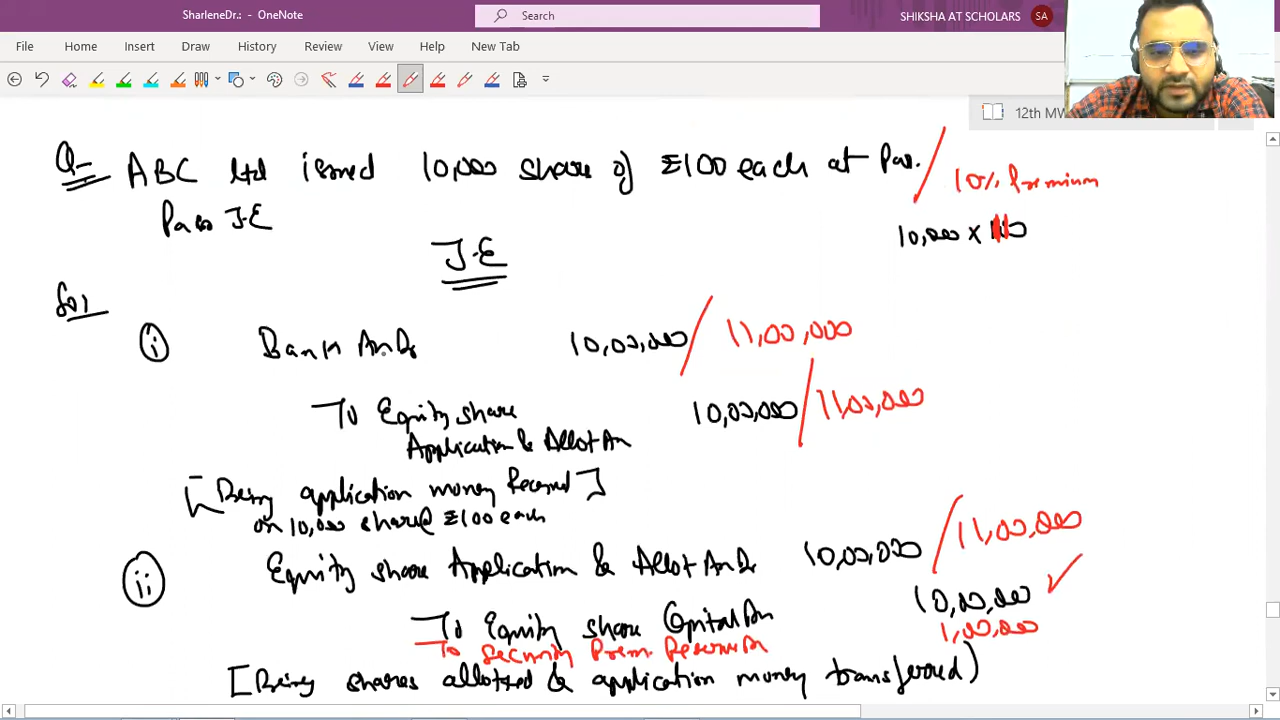 SharleneDr.: - OneNote
Search
SHIKSHA AT SCHOLARS SA
File Home Insert Draw History Review View Help New Tab
12th MW
Q- ABC Ltd issued 10,000 share of ₹100 each at Par. / 10% Premium
Pass J.E
10,000 x 110
J.E
Sol
(i) Bank A/c Dr 10,00,000 / 11,00,000
To Equity share 10,00,000 / 11,00,000
Application & Allot A/c
[Being application money Received]
on 10,000 share@ ₹100 each
(ii) Equity share Application & Allot A/c Dr 10,00,000 / 11,00,000
To Equity share Capital A/c 10,00,000 ✓
To Security Prem. Reserve A/c 1,00,000
[Being shares allotted & application money transferred)